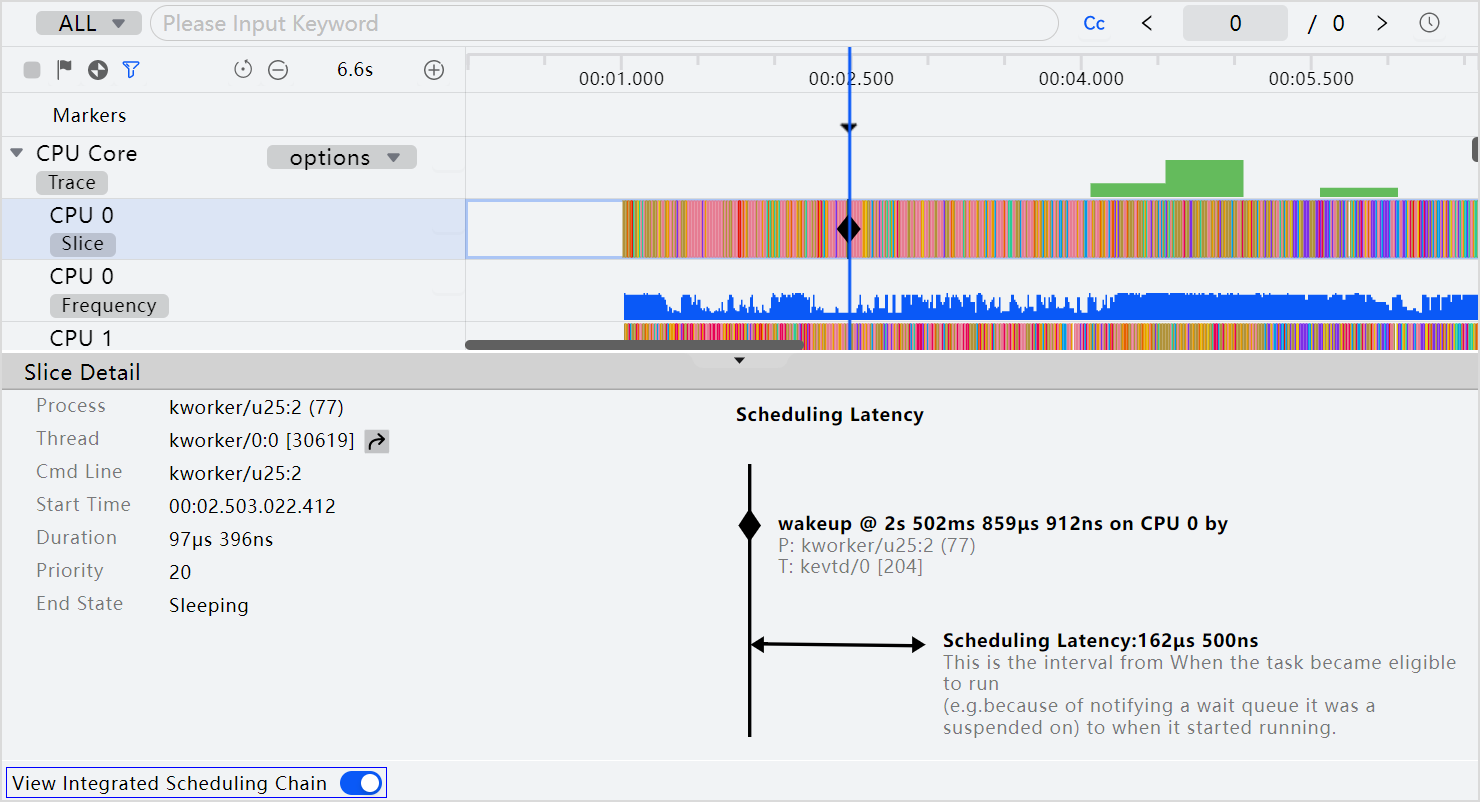 ALL Please Input Keyword Cc 0 / 0
6.6s 00:01.000 00:02.500 00:04.000 00:05.500
Markers
CPU Core options
Trace
CPU 0
Slice
CPU 0
Frequency
CPU 1
Slice Detail
Process kworker/u25:2 (77)
Thread kworker/0:0 [30619]
Cmd Line kworker/u25:2
Start Time 00:02.503.022.412
Duration 97μs 396ns
Priority 20
End State Sleeping
Scheduling Latency
wakeup @ 2s 502ms 859μs 912ns on CPU 0 by
P: kworker/u25:2 (77)
T: kevtd/0 [204]
Scheduling Latency:162μs 500ns
This is the interval from When the task became eligible
to run
(e.g.because of notifying a wait queue it was a
suspended on) to when it started running.
View Integrated Scheduling Chain